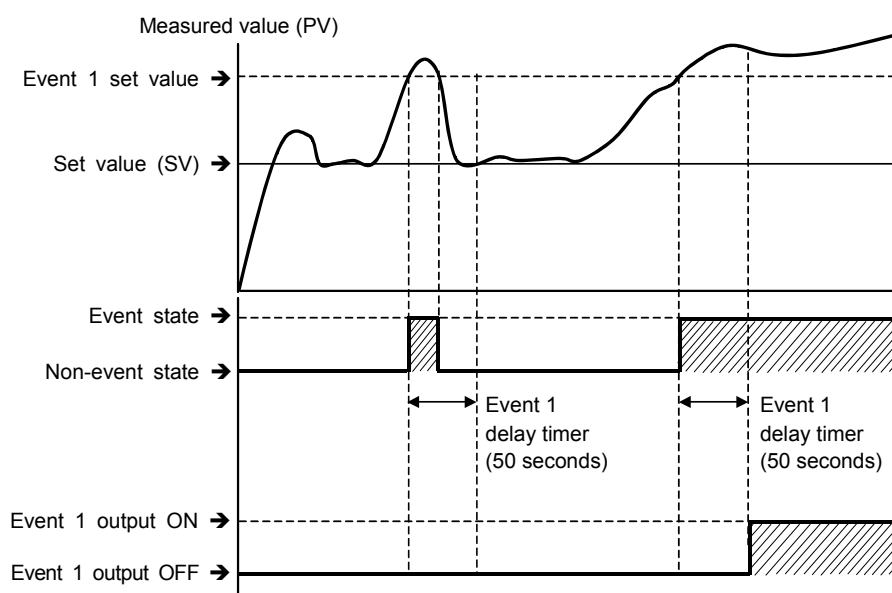 Measured value (PV)
Event 1 set value ➔
Set value (SV) ➔
Event state ➔
Non-event state ➔
Event 1
delay timer
(50 seconds)
Event 1
delay timer
(50 seconds)
Event 1 output ON ➔
Event 1 output OFF ➔